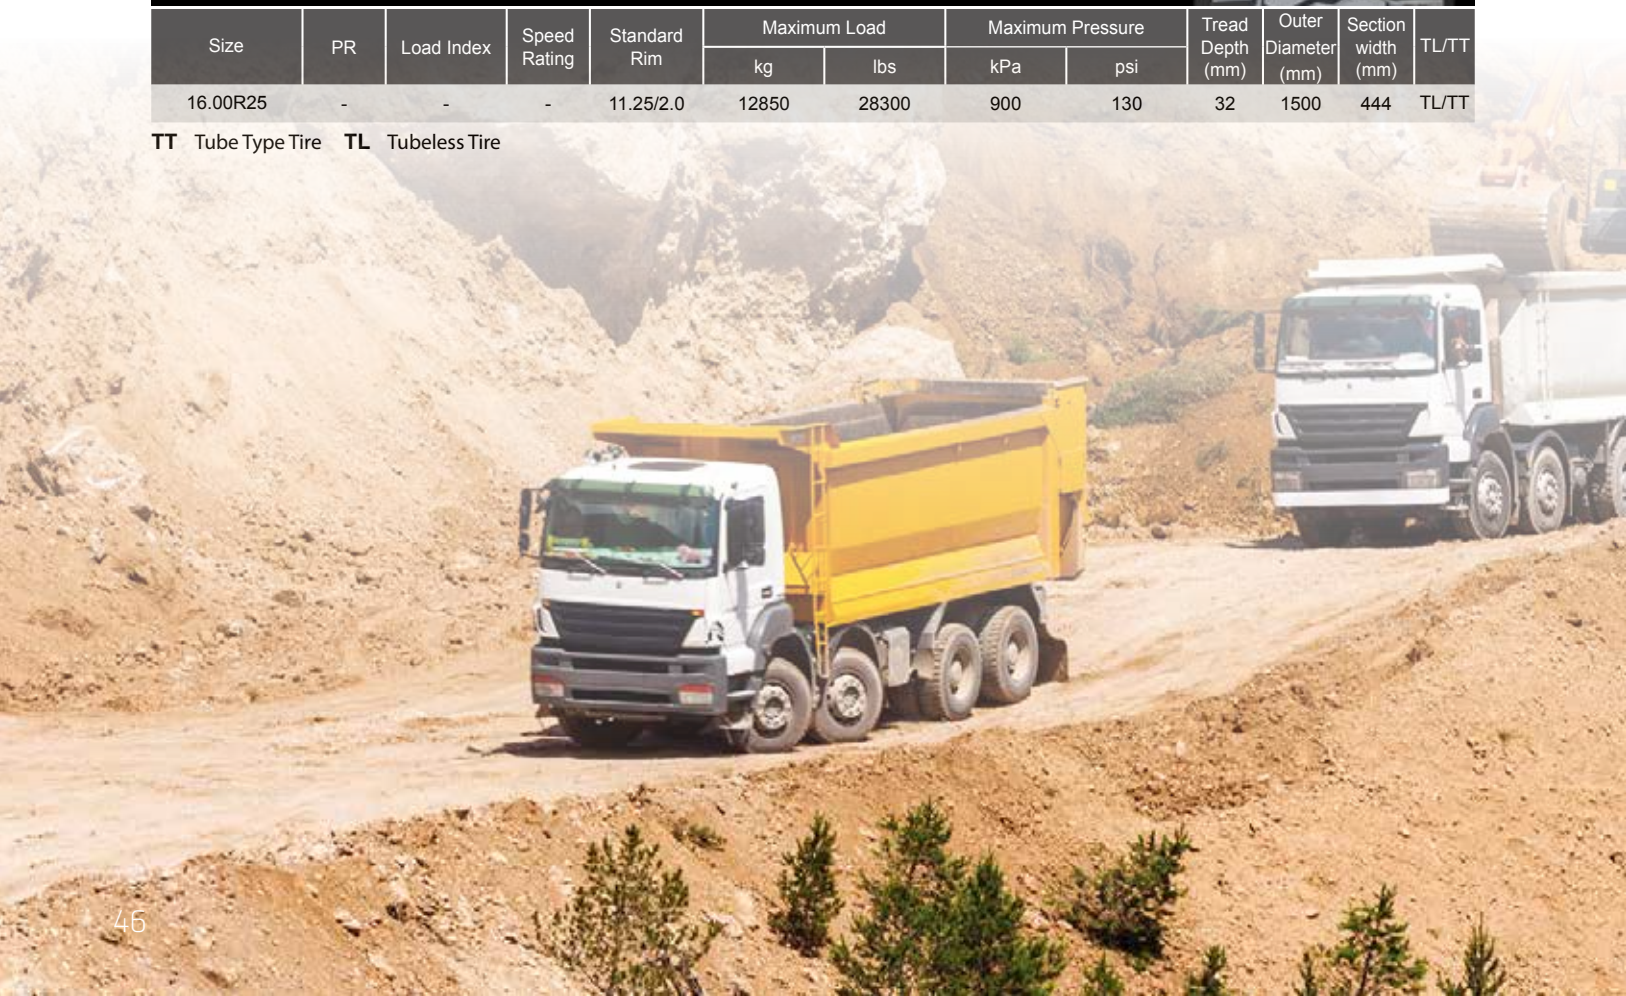 Size PR Load Index Speed Rating Standard Rim Maximum Load Maximum Pressure Tread Depth (mm) Outer Diameter (mm) Section width (mm) TL/TT
kg lbs kPa psi
16.00R25 - - - 11.25/2.0 12850 28300 900 130 32 1500 444 TL/TT
TT Tube Type Tire TL Tubeless Tire
46